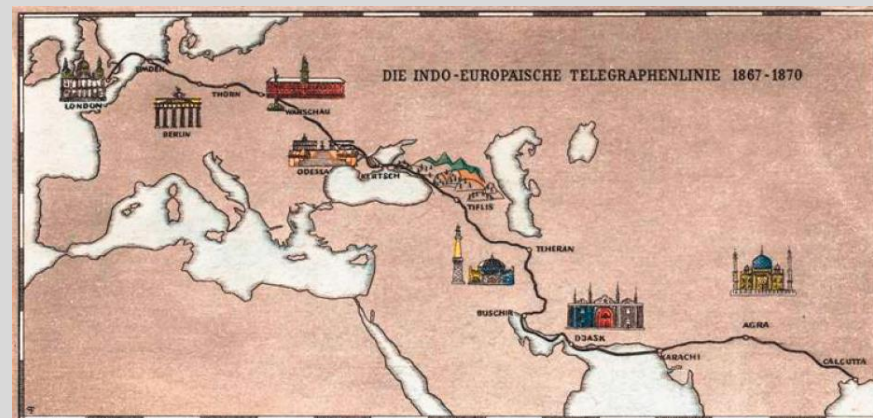 DIE INDO-EUROPÄISCHE TELEGRAPHENLINIE 1867-1870
EMDEN
LONDON
THORN
BERLIN
WARSCHAU
ODESSA
KERTSCH
TIFLIS
TEHERAN
BUSCHIR
DJASK
KARACHI
AGRA
CALCUTTA